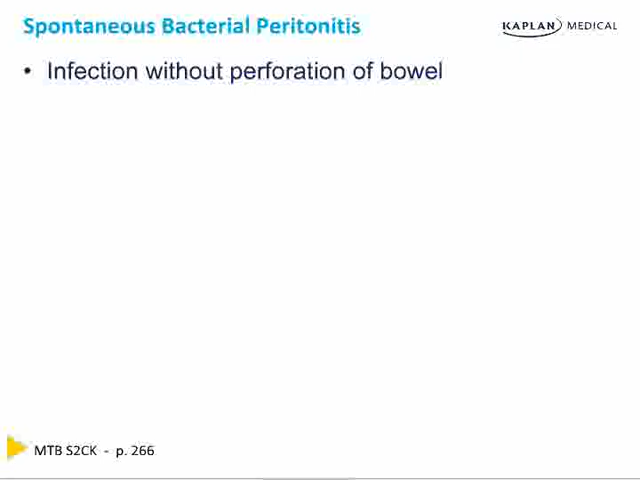 Spontaneous Bacterial Peritonitis
KAPLAN MEDICAL
• Infection without perforation of bowel
MTB S2CK - p. 266